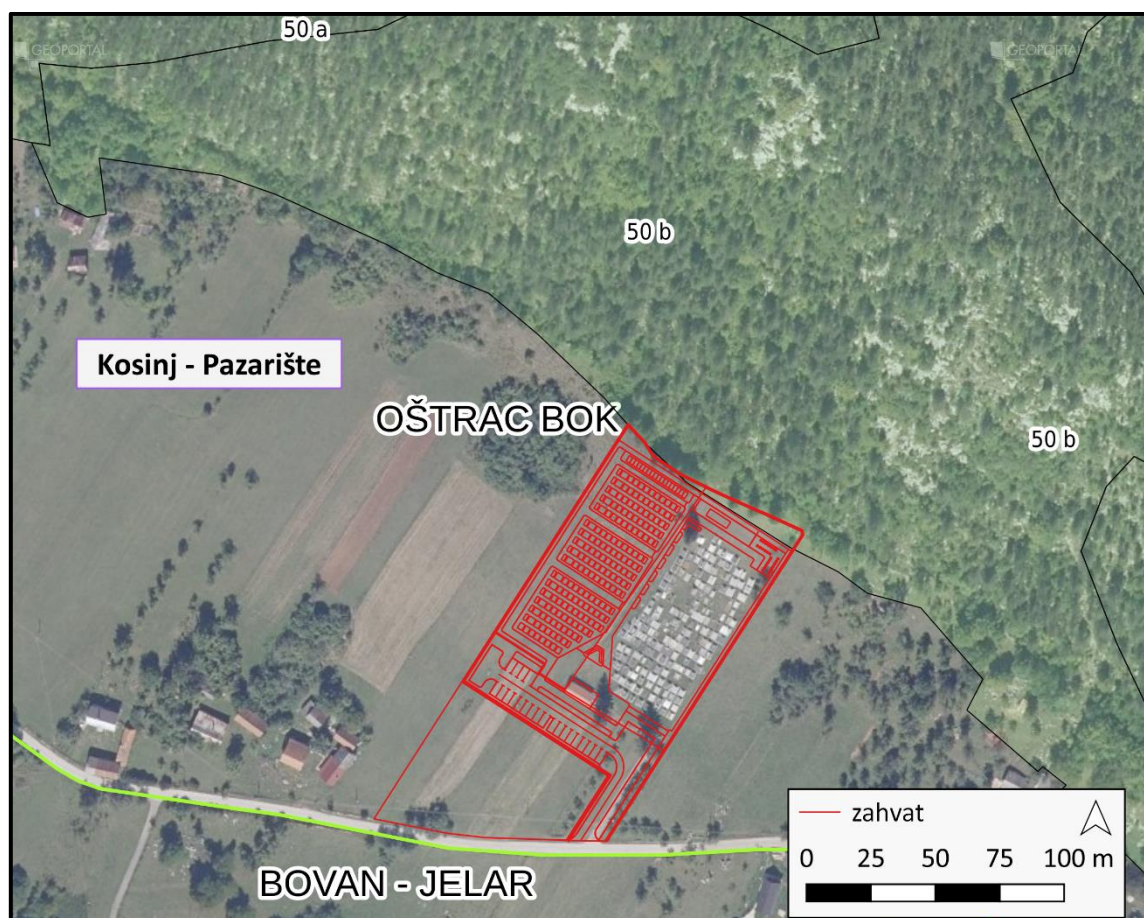 50 a
GEOPORTAL
GEOPORTAL
50 b
Kosinj - Pazarište
OŠTRAC BOK
50 b
zahvat
0 25 50 75 100 m
BOVAN - JELAR